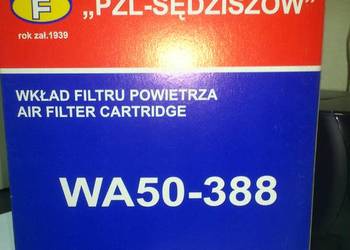 F
„PZL-SĘDZISZÓW”
rok zał.1939
WKŁAD FILTRU POWIETRZA
AIR FILTER CARTRIDGE
WA50-388